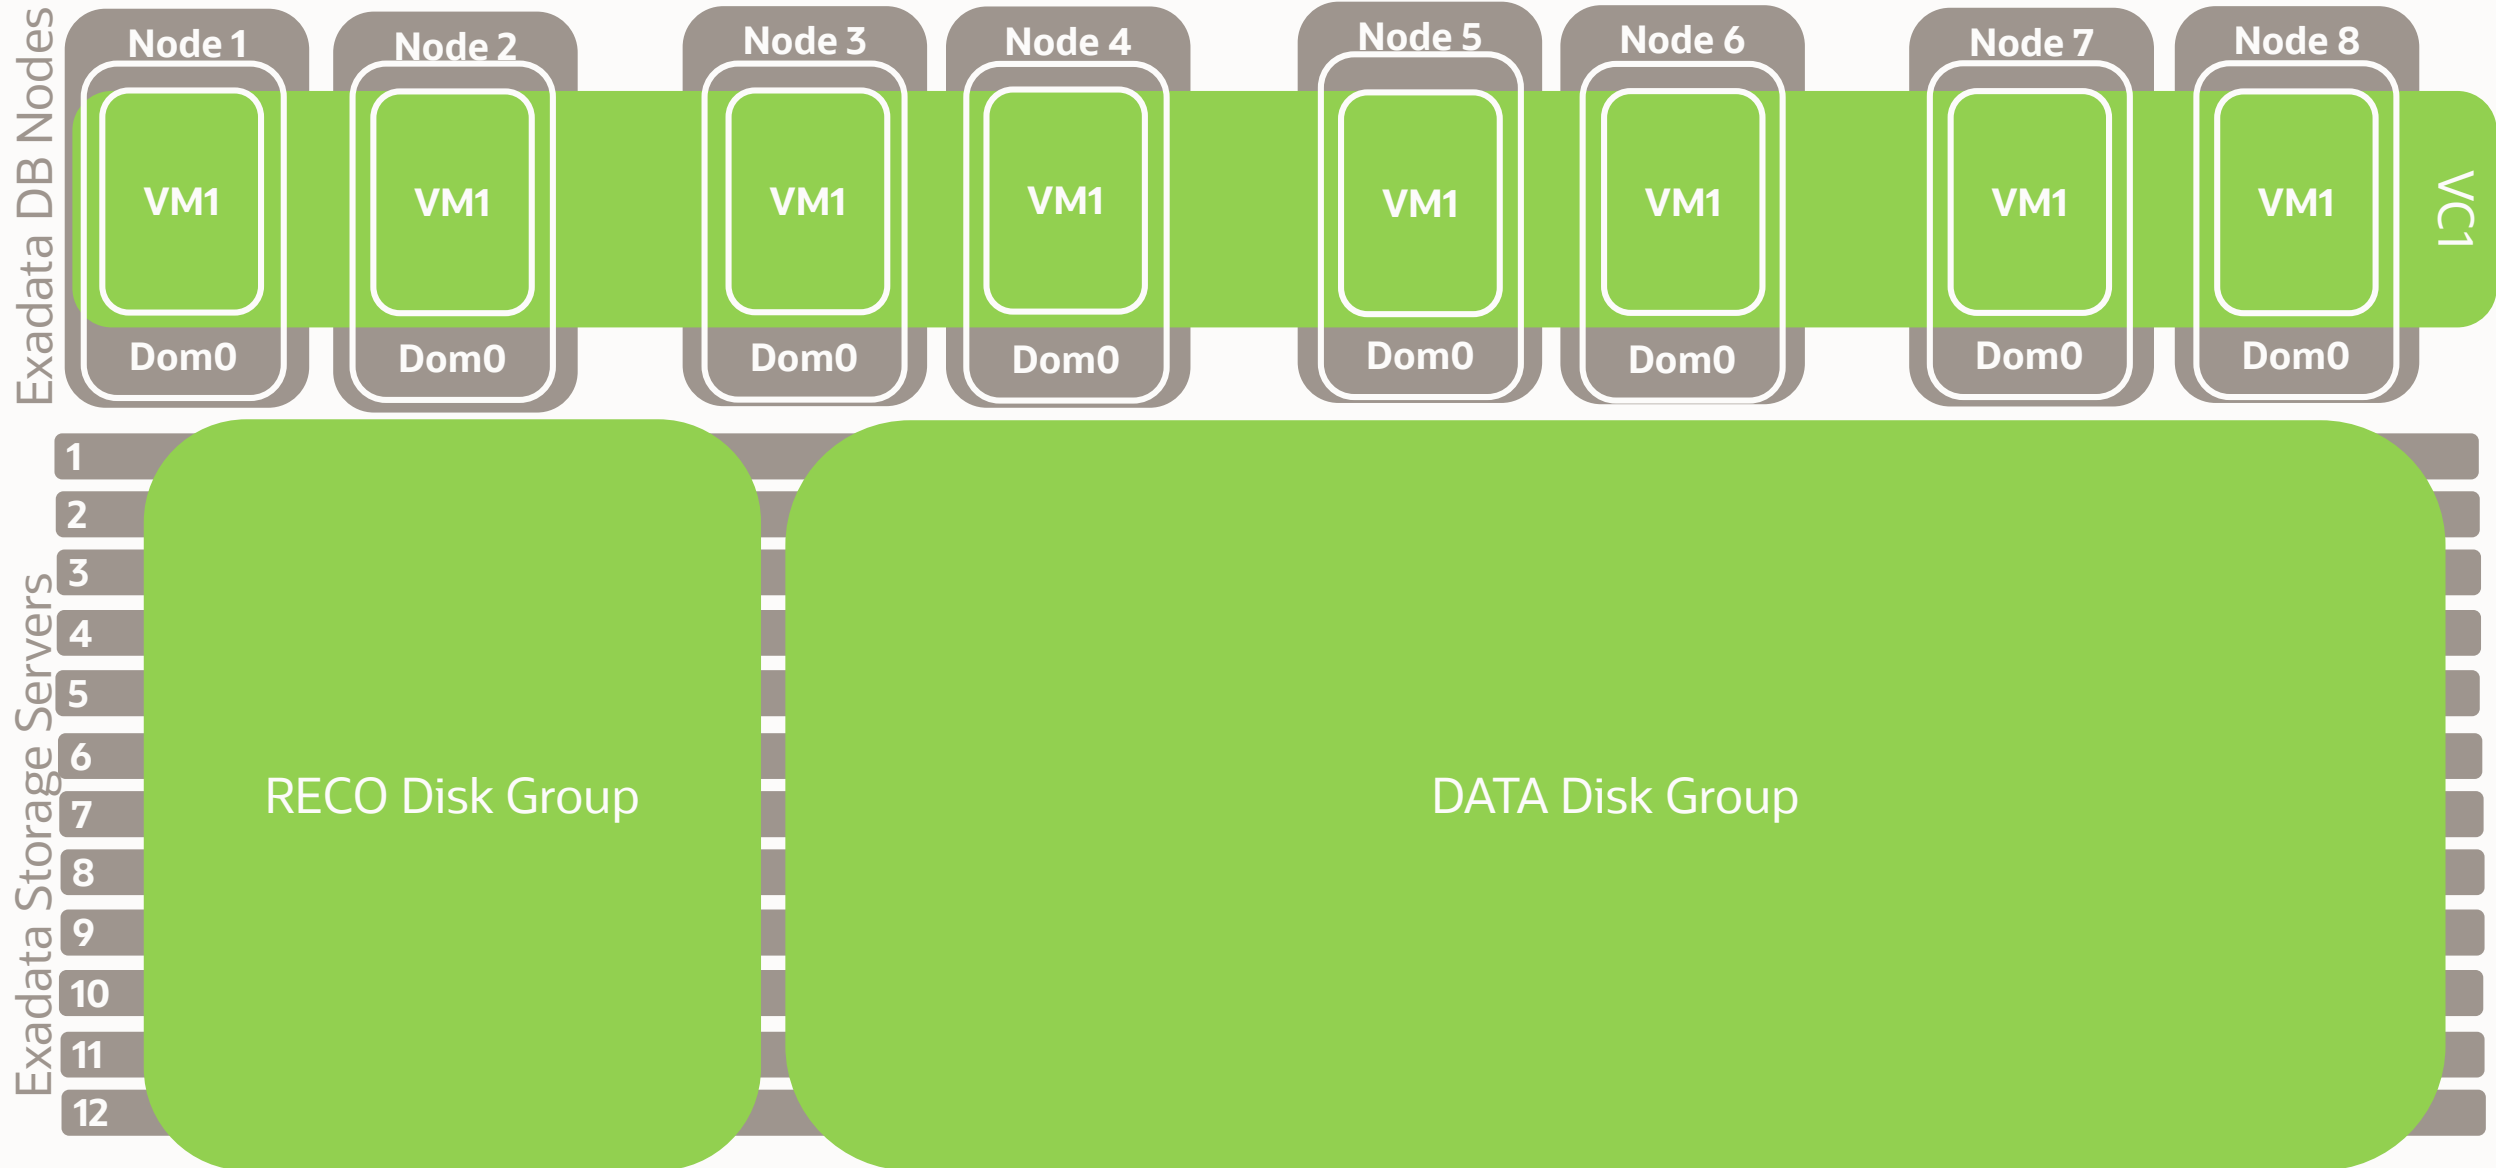 Exadata DB Nodes
Node 1
Node 2
Node 3
Node 4
Node 5
Node 6
Node 7
Node 8
VM1
VM1
VM1
VM1
VM1
VM1
VM1
VM1
VC1
Dom0
Dom0
Dom0
Dom0
Dom0
Dom0
Dom0
Dom0
Exadata Storage Servers
1
2
3
4
5
6
7
8
9
10
11
12
RECO Disk Group
DATA Disk Group